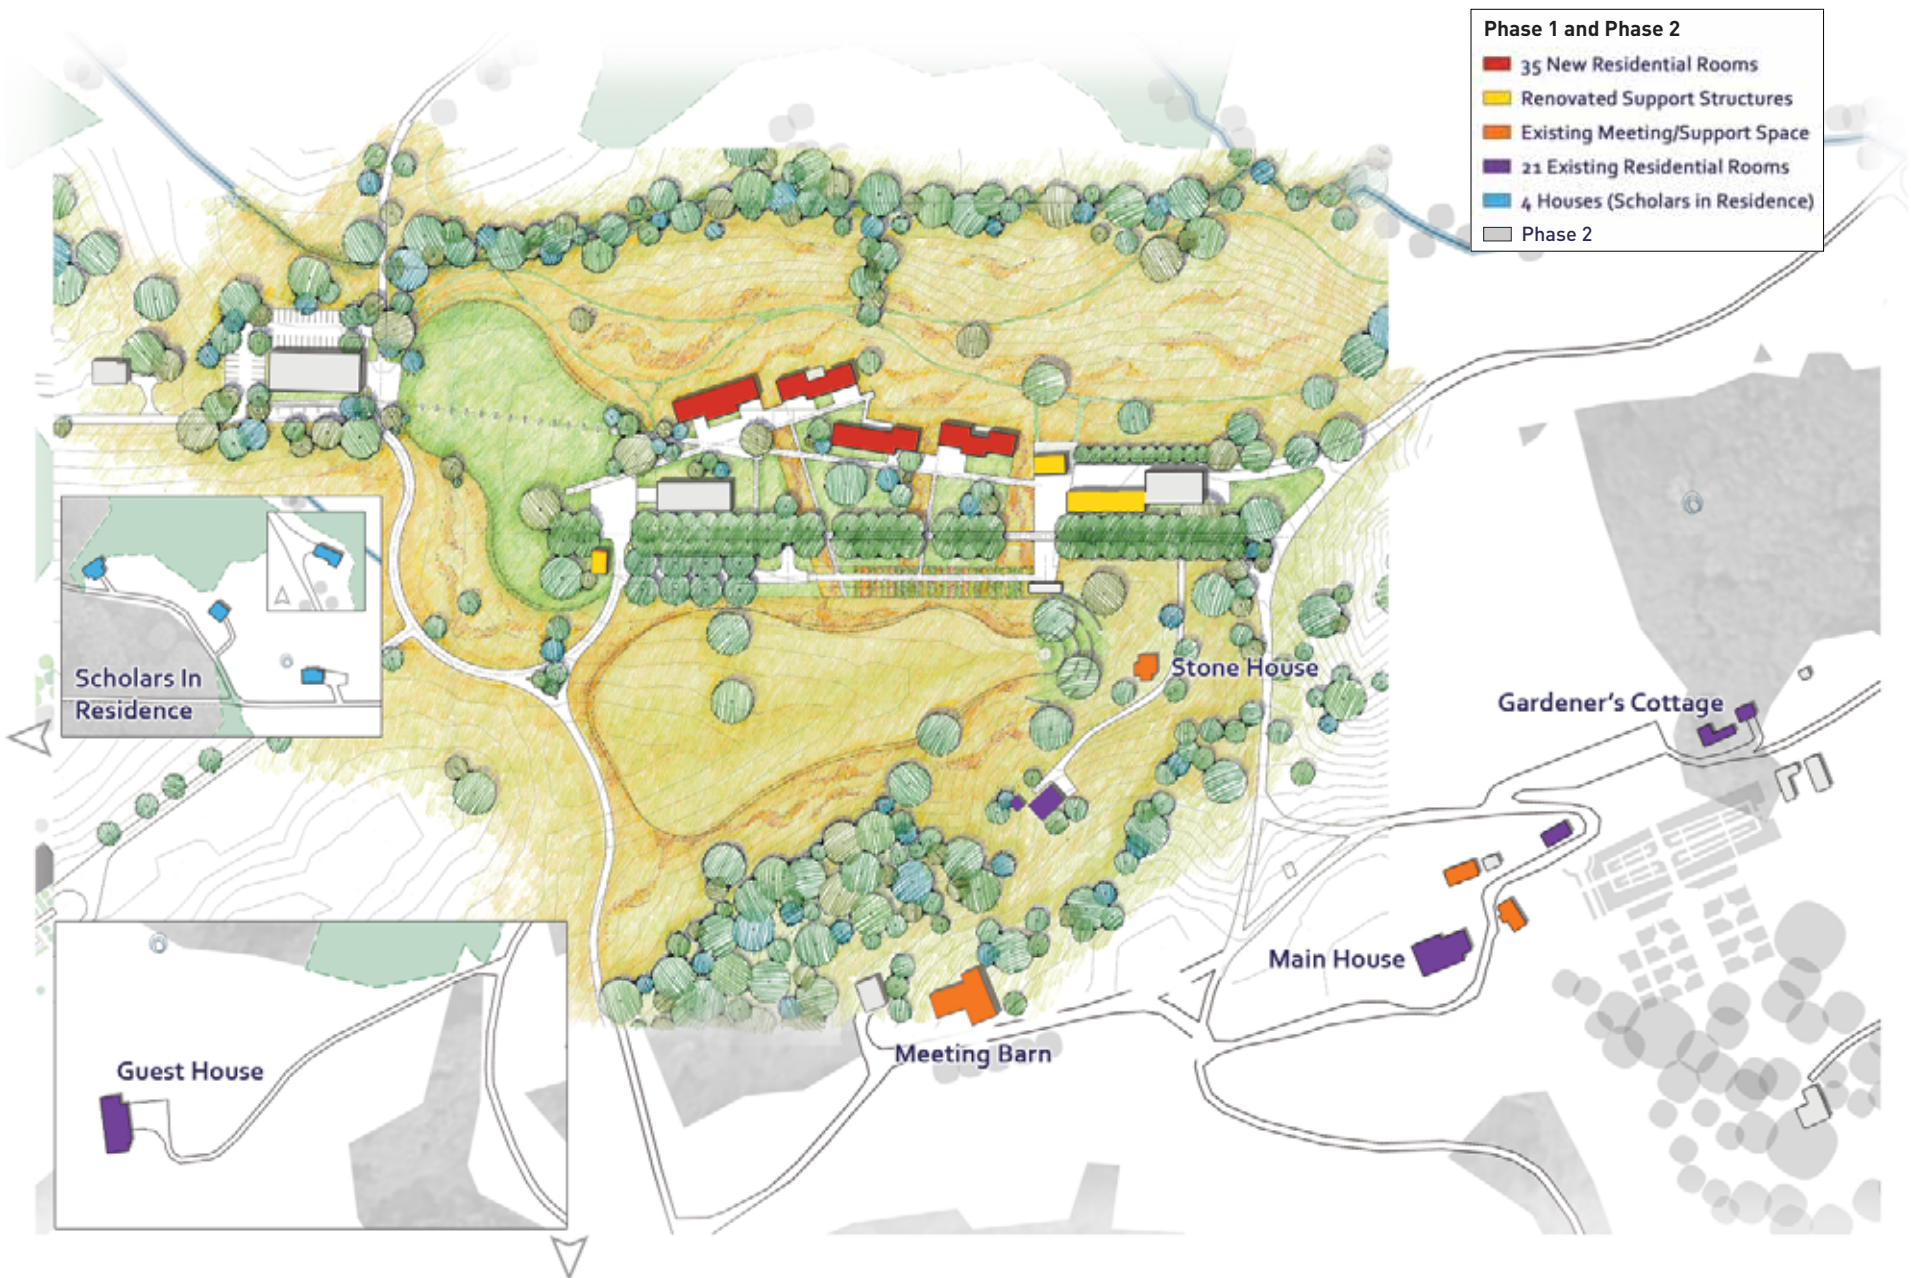 Phase 1 and Phase 2
35 New Residential Rooms
Renovated Support Structures
Existing Meeting/Support Space
21 Existing Residential Rooms
4 Houses (Scholars in Residence)
Phase 2
Scholars In
Residence
Stone House
Gardener's Cottage
Main House
Meeting Barn
Guest House